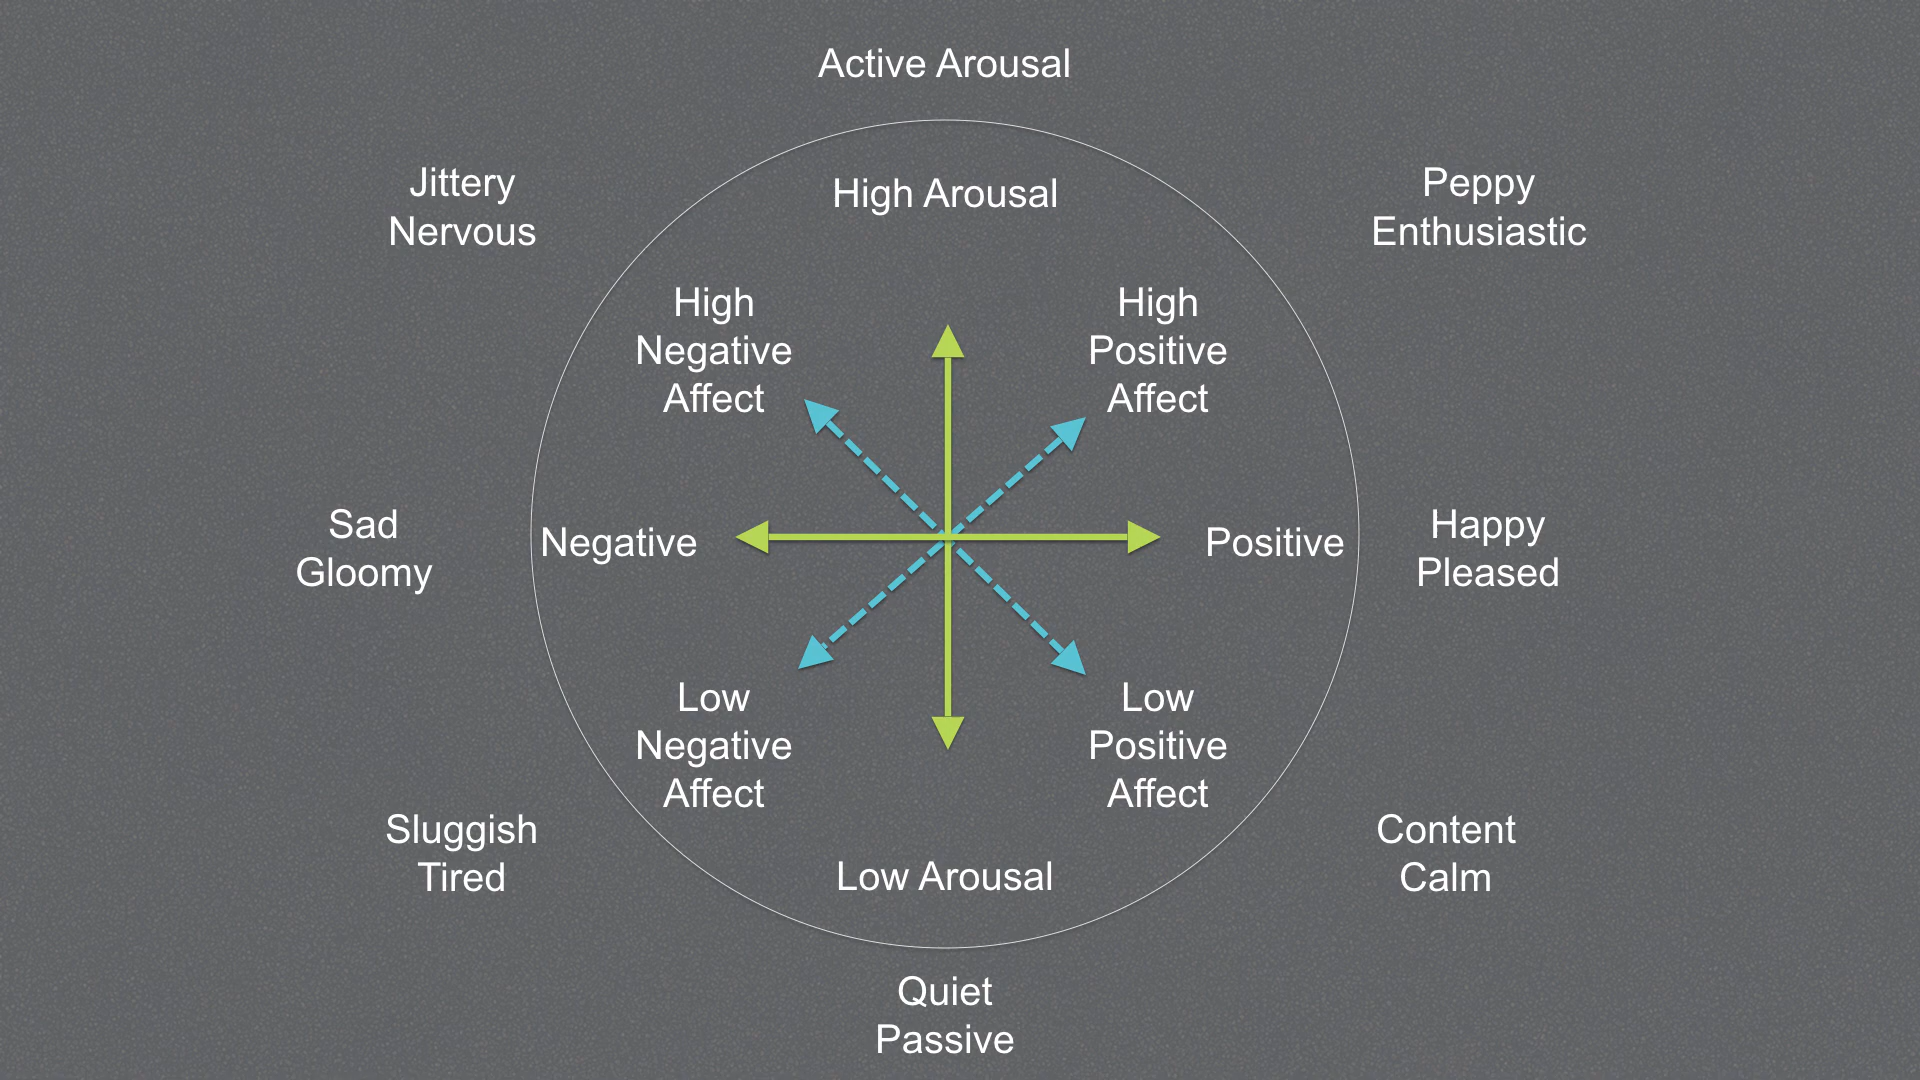 Active Arousal
Jittery
Nervous
High Arousal
Peppy
Enthusiastic
High
Negative
Affect
High
Positive
Affect
Sad
Gloomy
Negative
Positive
Happy
Pleased
Low
Negative
Affect
Low
Positive
Affect
Sluggish
Tired
Low Arousal
Content
Calm
Quiet
Passive